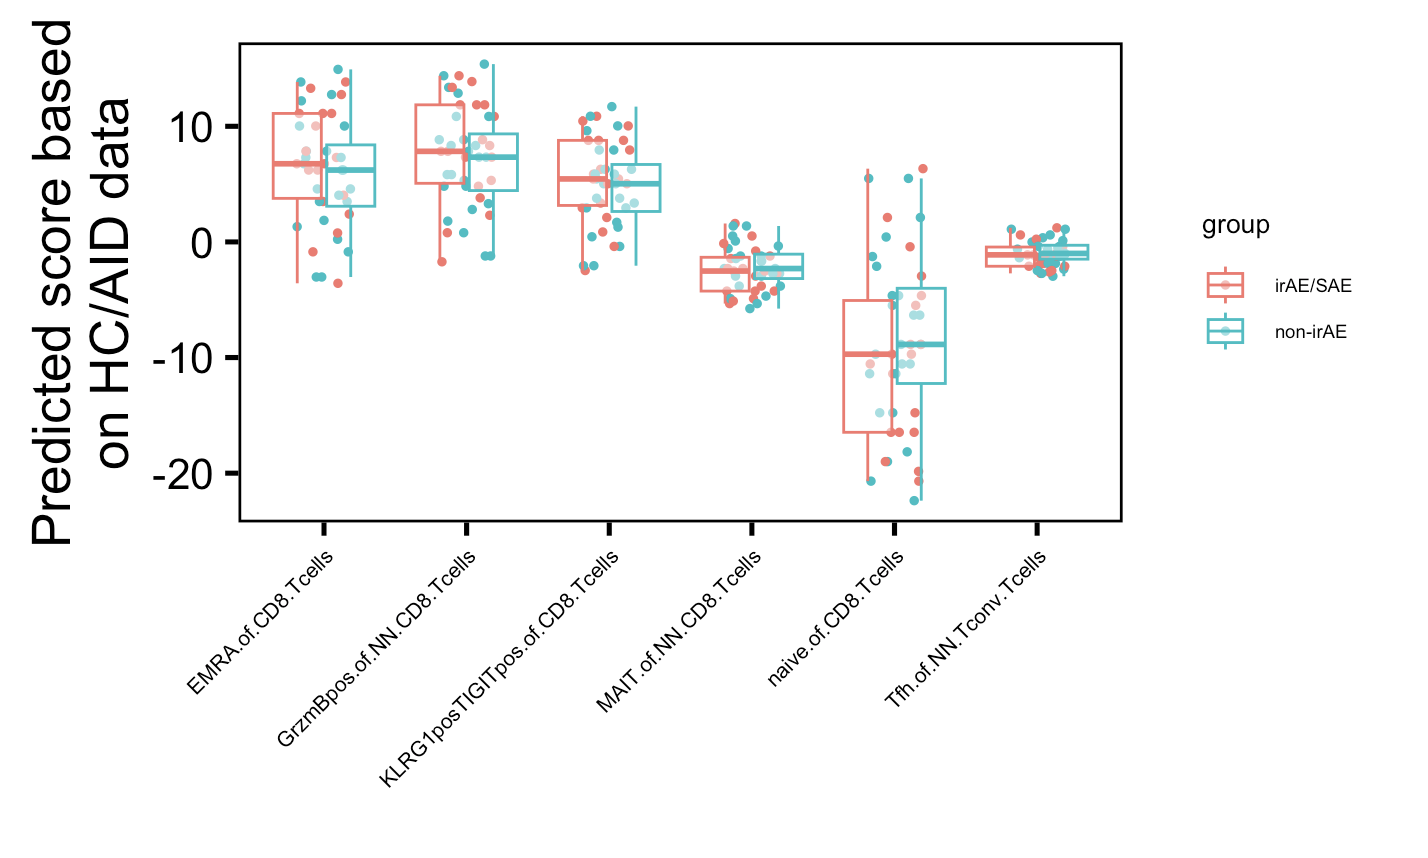 Predicted score based
on HC/AID data
10
0
-10
-20
EMRA.of.CD8.Tcells
GrzmBpos.of.NN.CD8.Tcells
KLRG1posTIGITpos.of.CD8.Tcells
MAIT.of.NN.CD8.Tcells
naive.of.CD8.Tcells
Tfh.of.NN.Tconv.Tcells
group
irAE/SAE
non-irAE